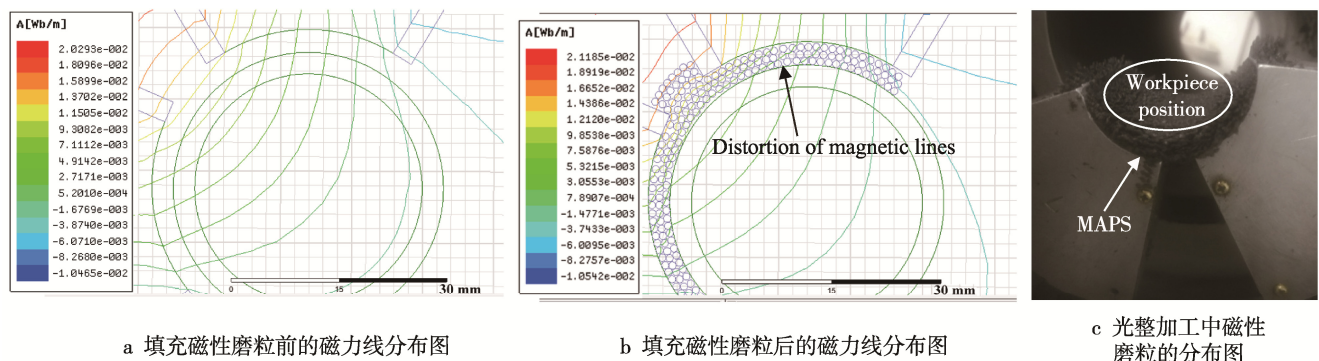 A[Wb/m]
2.0293e-002
1.8096e-002
1.5899e-002
1.3702e-002
1.1505e-002
9.3082e-003
7.1112e-003
4.9142e-003
2.7171e-003
5.2010e-004
-1.6769e-003
-3.8740e-003
-6.0710e-003
-8.2680e-003
-1.0465e-002
0
15
30 mm
a 填充磁性磨粒前的磁力线分布图
A[Wb/m]
2.1185e-002
1.8919e-002
1.6652e-002
1.4386e-002
1.2120e-002
9.8538e-003
7.5876e-003
5.3215e-003
3.0553e-003
7.8907e-004
-1.4771e-003
-3.7433e-003
-6.0095e-003
-8.2757e-003
-1.0542e-002
Distortion of magnetic lines
0
15
30 mm
b 填充磁性磨粒后的磁力线分布图
Workpiece
position
MAPS
c 光整加工中磁性
磨粒的分布图